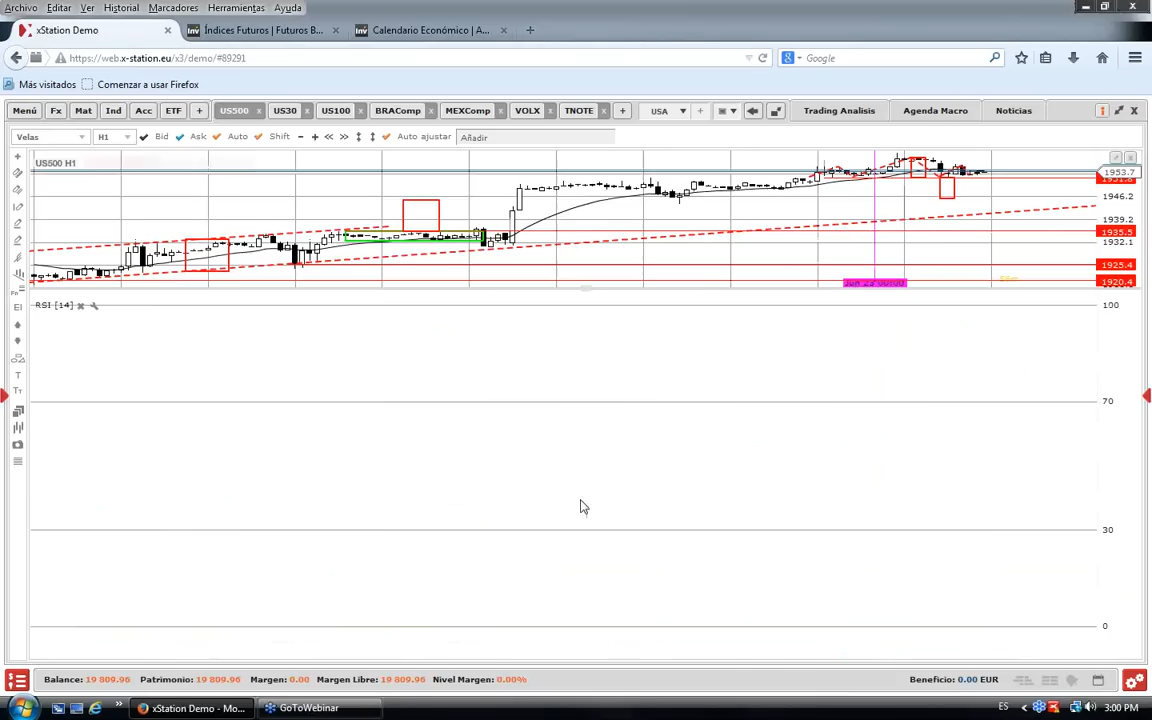 Archivo Editar Ver Historial Marcadores Herramientas Ayuda
xStation Demo × Índices Futuros | Futuros B... × Calendario Económico | A... × +
https://web.x-station.eu/x3/demo/#89291 Google
Más visitados Comenzar a usar Firefox
Menú Fx Mat Ind Acc ETF + US500 x US30 x US100 x BRAComp x MEXComp x VOLX x TNOTE x + USA Trading Analisis Agenda Macro Noticias
Velas H1 Bid Ask Auto Shift - + Auto ajustar Añadir
US500 H1
1953.7
1946.2
1939.2
1935.5
1932.1
1925.4
1920.4
RSI [14]
100
70
30
0
EI
T
Balance: 19 809.96 Patrimonio: 19 809.96 Margen: 0.00 Margen Libre: 19 809.96 Nivel Margen: 0.00% Beneficio: 0.00 EUR
xStation Demo - Mo... GoToWebinar ES 3:00 PM